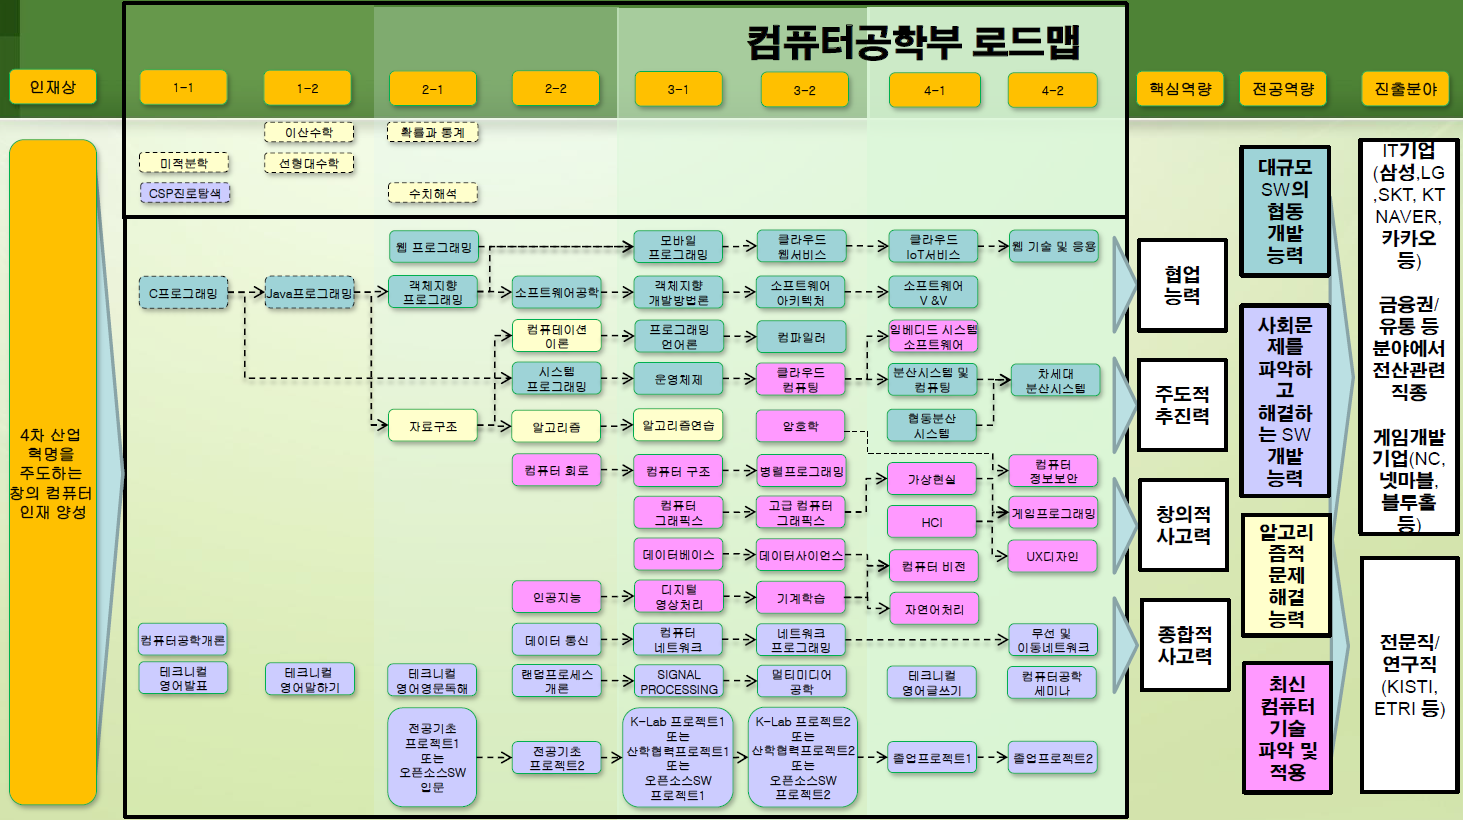 컴퓨터공학부 로드맵
인재상
1-1
1-2
2-1
2-2
3-1
3-2
4-1
4-2
핵심역량
전공역량
진출분야
이산수학
확률과 통계
미적분학
선형대수학
CSP진로탐색
수치해석
웹 프로그래밍
모바일
프로그래밍
클라우드
웹서비스
클라우드
IoT서비스
웹 기술 및 응용
C프로그래밍
Java프로그래밍
객체지향
프로그래밍
소프트웨어공학
객체지향
개발방법론
소프트웨어
아키텍처
소프트웨어
V &V
컴퓨테이션
이론
프로그래밍
언어론
컴파일러
임베디드 시스템
소프트웨어
시스템
프로그래밍
운영체제
클라우드
컴퓨팅
분산시스템 및
컴퓨팅
차세대
분산시스템
자료구조
알고리즘
알고리즘연습
암호학
협동분산
시스템
컴퓨터 회로
컴퓨터 구조
병렬프로그래밍
가상현실
컴퓨터
정보보안
컴퓨터
그래픽스
고급 컴퓨터
그래픽스
HCI
게임프로그래밍
데이터베이스
데이터사이언스
컴퓨터 비전
UX디자인
인공지능
디지털
영상처리
기계학습
자연어처리
컴퓨터공학개론
데이터 통신
컴퓨터
네트워크
네트워크
프로그래밍
무선 및
이동네트워크
테크니컬
영어발표
테크니컬
영어말하기
테크니컬
영어영문독해
랜덤프로세스
개론
SIGNAL
PROCESSING
멀티미디어
공학
테크니컬
영어글쓰기
컴퓨터공학
세미나
전공기초
프로젝트1
또는
오픈소스SW
입문
전공기초
프로젝트2
K-Lab 프로젝트1
또는
산학협력프로젝트1
또는
오픈소스SW
프로젝트1
K-Lab 프로젝트2
또는
산학협력프로젝트2
또는
오픈소스SW
프로젝트2
졸업프로젝트1
졸업프로젝트2
4차 산업
혁명을
주도하는
창의 컴퓨터
인재 양성
협업
능력
주도적
추진력
창의적
사고력
종합적
사고력
대규모
SW의
협동
개발
능력
사회문
제를
파악하
고
해결하
는 SW
개발
능력
알고리
즘적
문제
해결
능력
최신
컴퓨터
기술
파악 및
적용
IT기업
(삼성,LG
,SKT, KT
NAVER,
카카오
등)
금융권/
유통 등
분야에서
전산관련
직종
게임개발
기업(NC,
넷마블,
블루홀
등)
전문직/
연구직
(KISTI,
ETRI 등)